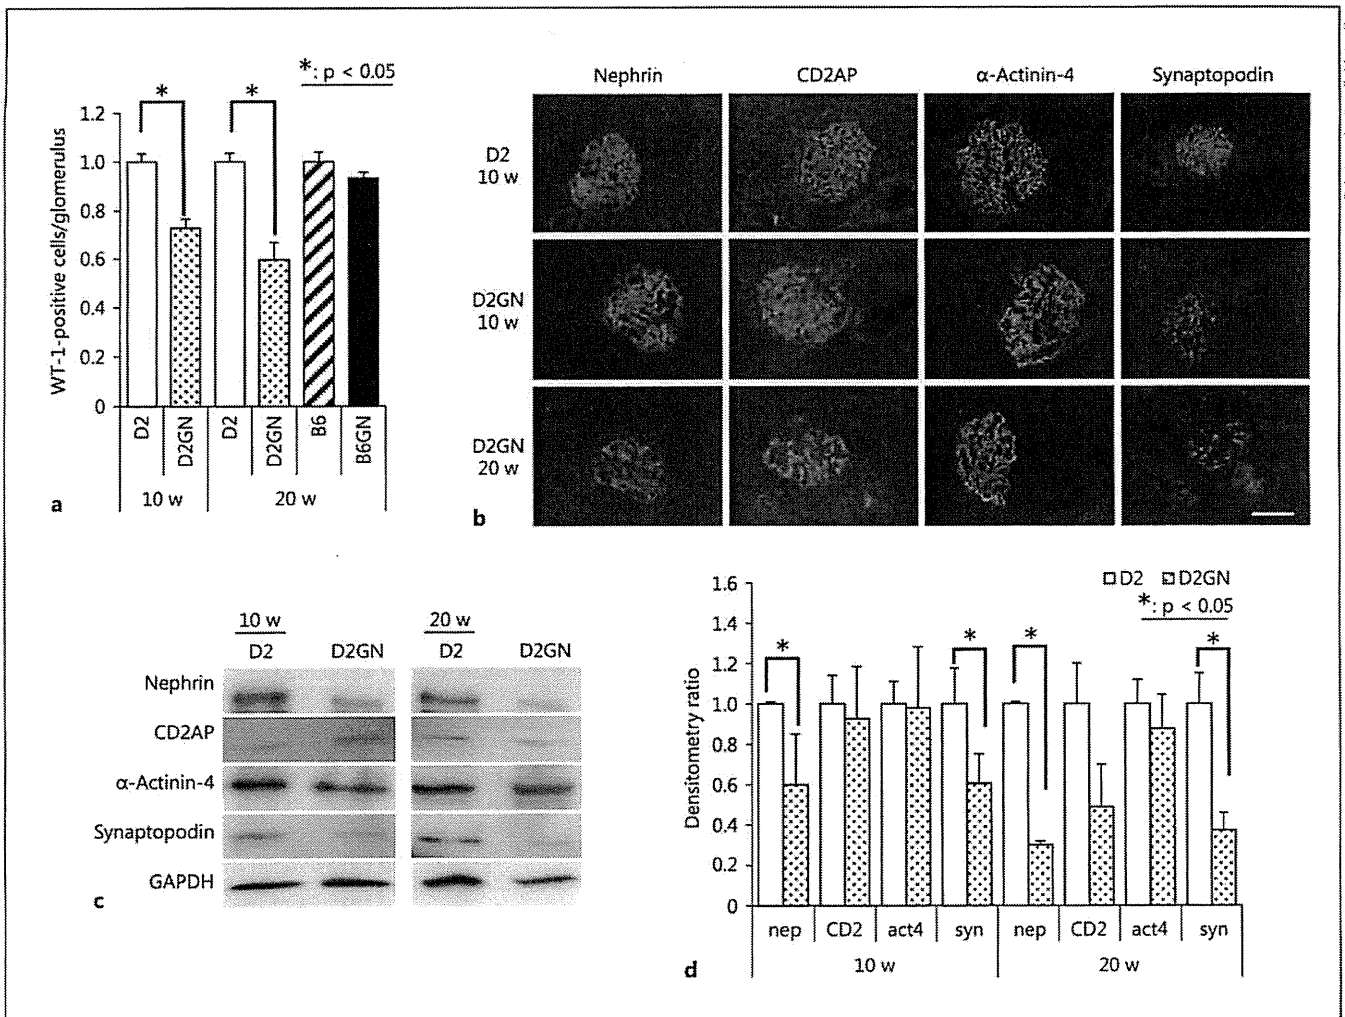 *: p < 0.05
*
*
1.2
1.0
0.8
0.6
0.4
0.2
0
WT-1-positive cells/glomerulus
D2
D2GN
D2
D2GN
B6
B6GN
10 w
20 w
a
Nephrin
CD2AP
α-Actinin-4
Synaptopodin
D2
10 w
D2GN
10 w
D2GN
20 w
b
10 w
20 w
D2
D2GN
D2
D2GN
Nephrin
CD2AP
α-Actinin-4
Synaptopodin
GAPDH
c
D2
D2GN
*: p < 0.05
*
*
*
*
1.6
1.4
1.2
1.0
0.8
0.6
0.4
0.2
0
Densitometry ratio
nep
CD2
act4
syn
nep
CD2
act4
syn
10 w
20 w
d